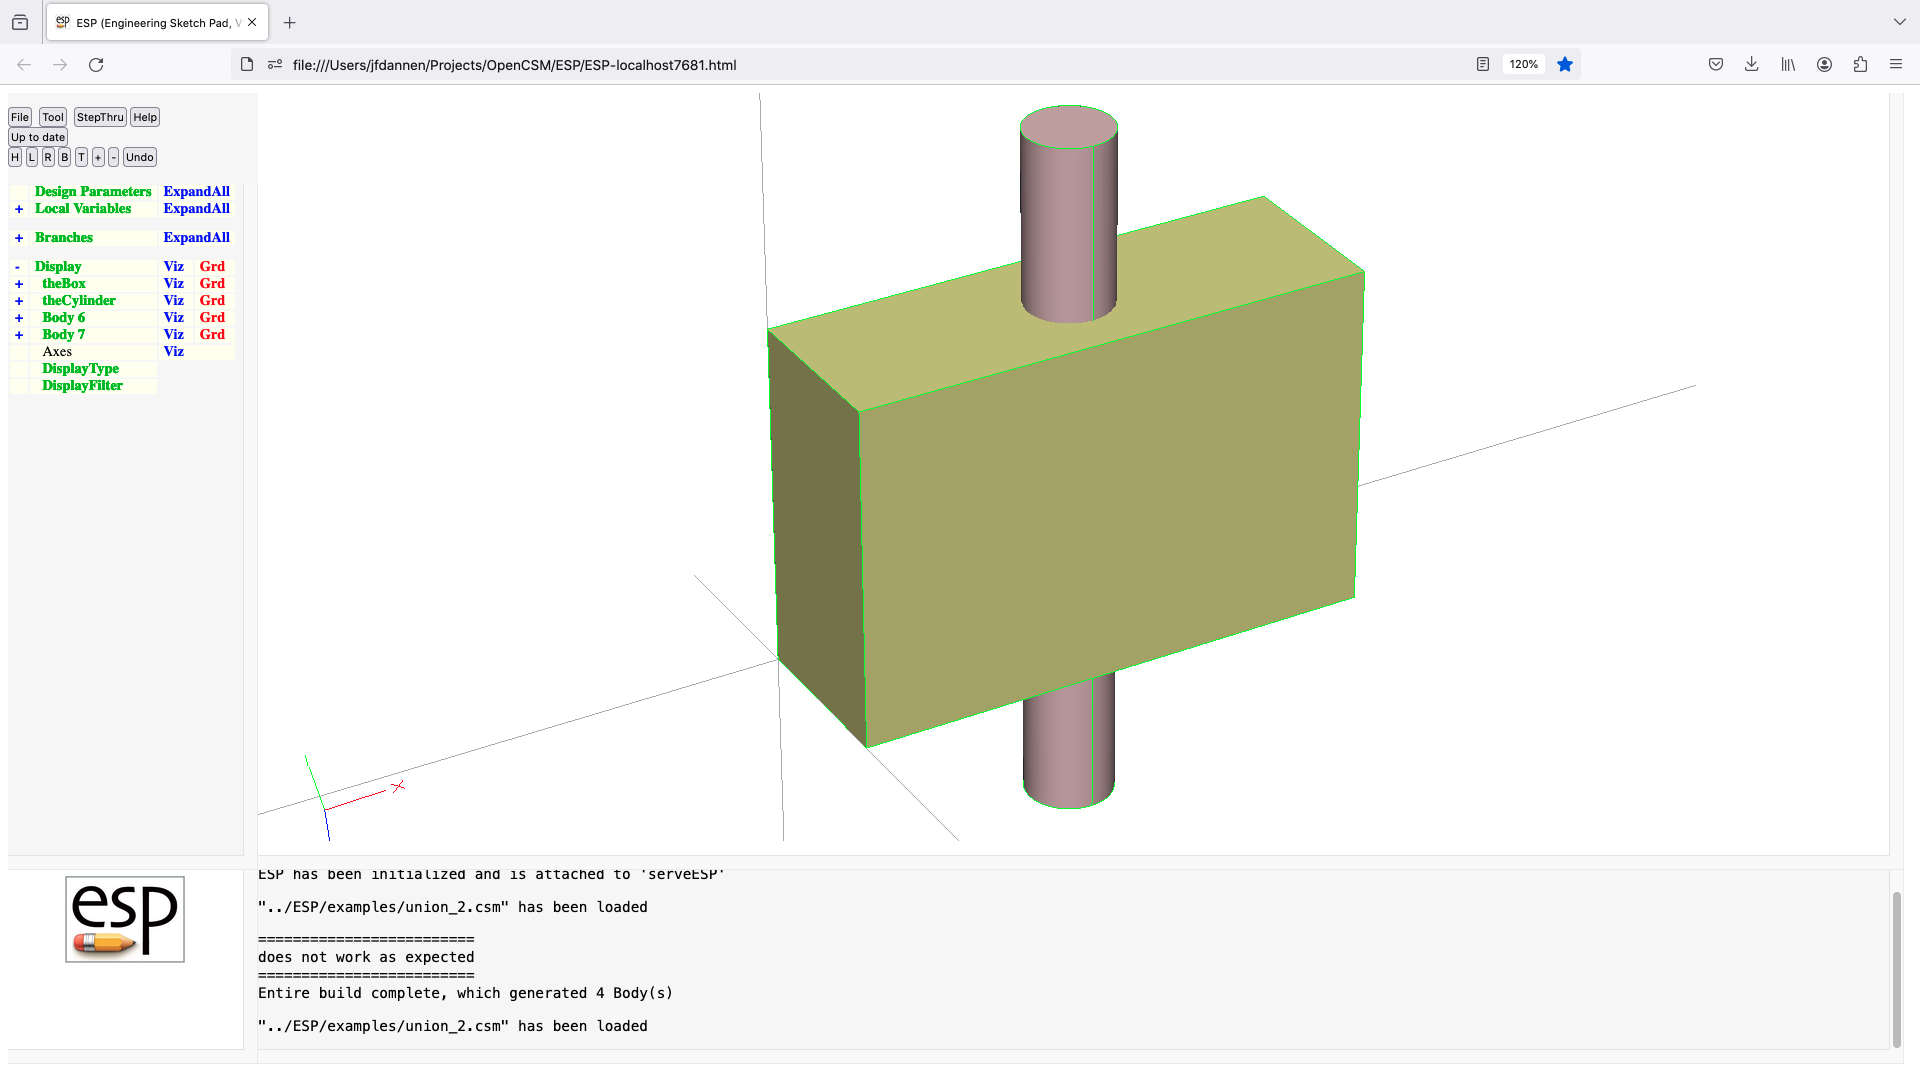 ESP (Engineering Sketch Pad, V
file:///Users/jfdannen/Projects/OpenCSM/ESP/ESP-localhost7681.html
120%
File Tool StepThru Help
Up to date
H L R B T + - Undo
Design Parameters ExpandAll
+ Local Variables ExpandAll
+ Branches ExpandAll
- Display Viz Grd
+ theBox Viz Grd
+ theCylinder Viz Grd
+ Body 6 Viz Grd
+ Body 7 Viz Grd
Axes Viz
DisplayType
DisplayFilter
X
esp
ESP has been initialized and is attached to 'serveESP'
"../ESP/examples/union_2.csm" has been loaded
=========================
does not work as expected
=========================
Entire build complete, which generated 4 Body(s)
"../ESP/examples/union_2.csm" has been loaded